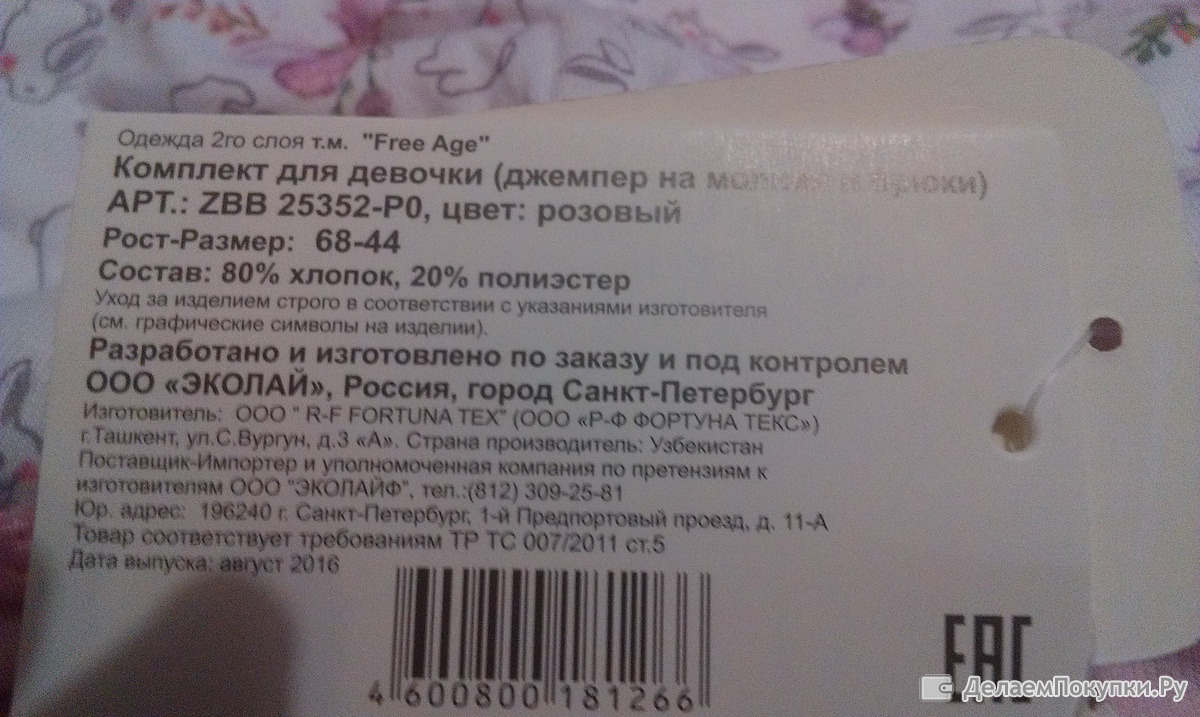 Одежда 2го слоя т.м. "Free Age"
Комплект для девочки (джемпер на молнии и брюки)
АРТ.: ZBB 25352-P0, цвет: розовый
Рост-Размер: 68-44
Состав: 80% хлопок, 20% полиэстер
Уход за изделием строго в соответствии с указаниями изготовителя
(см. графические символы на изделии).
Разработано и изготовлено по заказу и под контролем
ООО «ЭКОЛАЙ», Россия, город Санкт-Петербург
Изготовитель: ООО " R-F FORTUNA TEX" (ООО «Р-Ф ФОРТУНА ТЕКС»)
г.Ташкент, ул.С.Вургун, д.3 «А». Страна производитель: Узбекистан
Поставщик-Импортер и уполномоченная компания по претензиям к
изготовителям ООО "ЭКОЛАЙФ", тел.:(812) 309-25-81
Юр. адрес: 196240 г. Санкт-Петербург, 1-й Предпортовый проезд, д. 11-А
Товар соответствует требованиям ТР ТС 007/2011 ст.5
Дата выпуска: август 2016
4 600800 181266
ЕАС
ДелаемПокупки.Ру